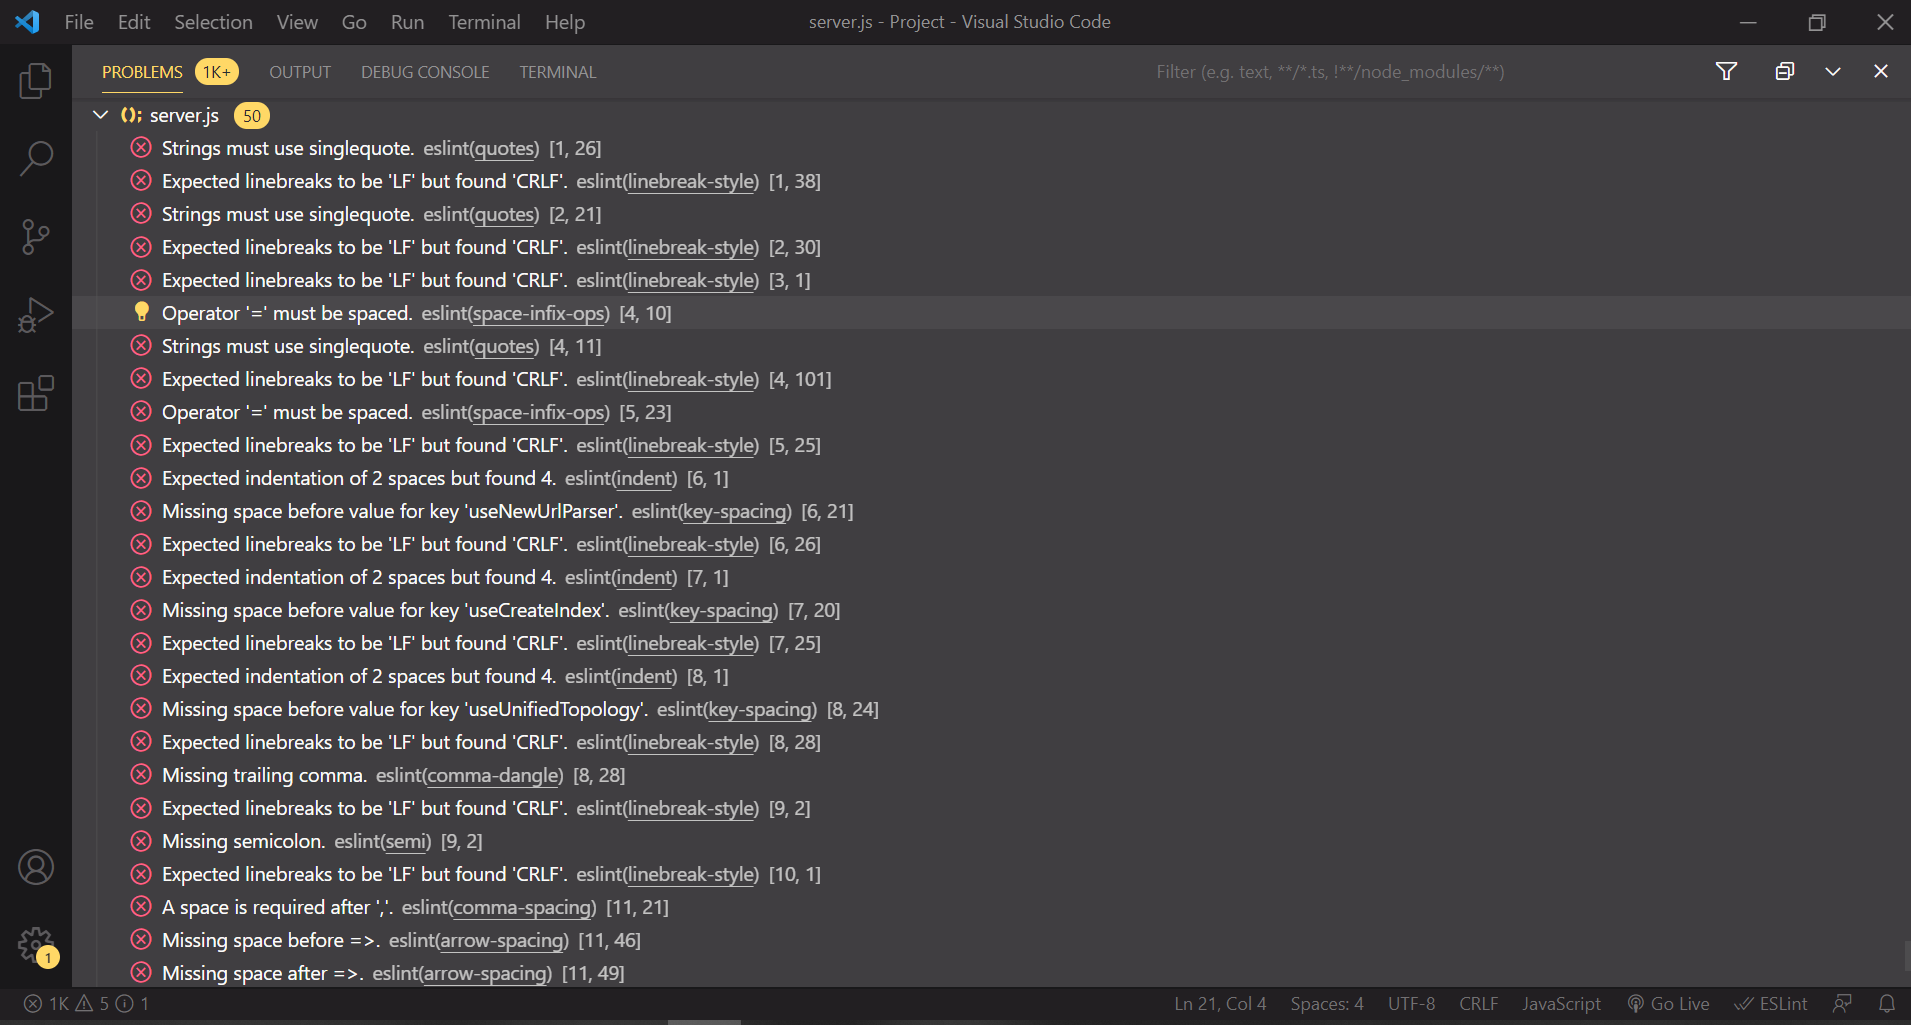 File Edit Selection View Go Run Terminal Help server.js - Project - Visual Studio Code
PROBLEMS 1K+ OUTPUT DEBUG CONSOLE TERMINAL Filter (e.g. text, **/*.ts, !**/node_modules/**)
server.js 50
Strings must use singlequote. eslint(quotes) [1, 26]
Expected linebreaks to be 'LF' but found 'CRLF'. eslint(linebreak-style) [1, 38]
Strings must use singlequote. eslint(quotes) [2, 21]
Expected linebreaks to be 'LF' but found 'CRLF'. eslint(linebreak-style) [2, 30]
Expected linebreaks to be 'LF' but found 'CRLF'. eslint(linebreak-style) [3, 1]
Operator '=' must be spaced. eslint(space-infix-ops) [4, 10]
Strings must use singlequote. eslint(quotes) [4, 11]
Expected linebreaks to be 'LF' but found 'CRLF'. eslint(linebreak-style) [4, 101]
Operator '=' must be spaced. eslint(space-infix-ops) [5, 23]
Expected linebreaks to be 'LF' but found 'CRLF'. eslint(linebreak-style) [5, 25]
Expected indentation of 2 spaces but found 4. eslint(indent) [6, 1]
Missing space before value for key 'useNewUrlParser'. eslint(key-spacing) [6, 21]
Expected linebreaks to be 'LF' but found 'CRLF'. eslint(linebreak-style) [6, 26]
Expected indentation of 2 spaces but found 4. eslint(indent) [7, 1]
Missing space before value for key 'useCreateIndex'. eslint(key-spacing) [7, 20]
Expected linebreaks to be 'LF' but found 'CRLF'. eslint(linebreak-style) [7, 25]
Expected indentation of 2 spaces but found 4. eslint(indent) [8, 1]
Missing space before value for key 'useUnifiedTopology'. eslint(key-spacing) [8, 24]
Expected linebreaks to be 'LF' but found 'CRLF'. eslint(linebreak-style) [8, 28]
Missing trailing comma. eslint(comma-dangle) [8, 28]
Expected linebreaks to be 'LF' but found 'CRLF'. eslint(linebreak-style) [9, 2]
Missing semicolon. eslint(semi) [9, 2]
Expected linebreaks to be 'LF' but found 'CRLF'. eslint(linebreak-style) [10, 1]
A space is required after ','. eslint(comma-spacing) [11, 21]
Missing space before =>. eslint(arrow-spacing) [11, 46]
Missing space after =>. eslint(arrow-spacing) [11, 49]
1
1K 5 1 Ln 21, Col 4 Spaces: 4 UTF-8 CRLF JavaScript Go Live ESLint